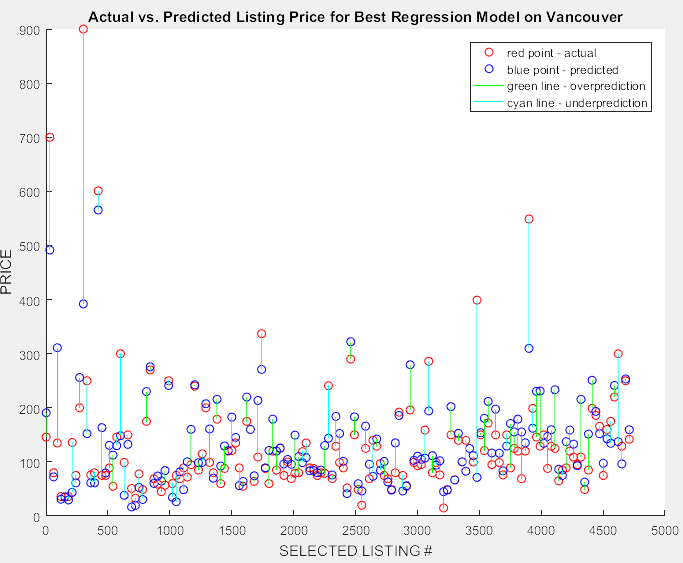 Actual vs. Predicted Listing Price for Best Regression Model on Vancouver
red point - actual
blue point - predicted
green line - overprediction
cyan line - underprediction
900
800
700
600
500
400
300
200
100
0
PRICE
0 500 1000 1500 2000 2500 3000 3500 4000 4500 5000
SELECTED LISTING #